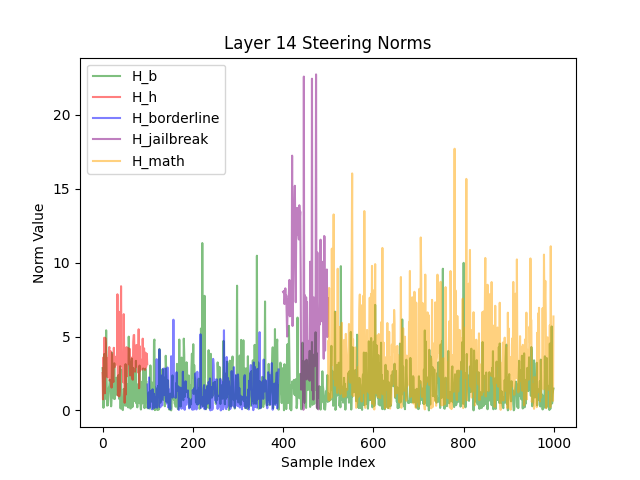 Layer 14 Steering Norms
H_b
H_h
H_borderline
H_jailbreak
H_math
Norm Value
20
15
10
5
0
0
200
400
600
800
1000
Sample Index